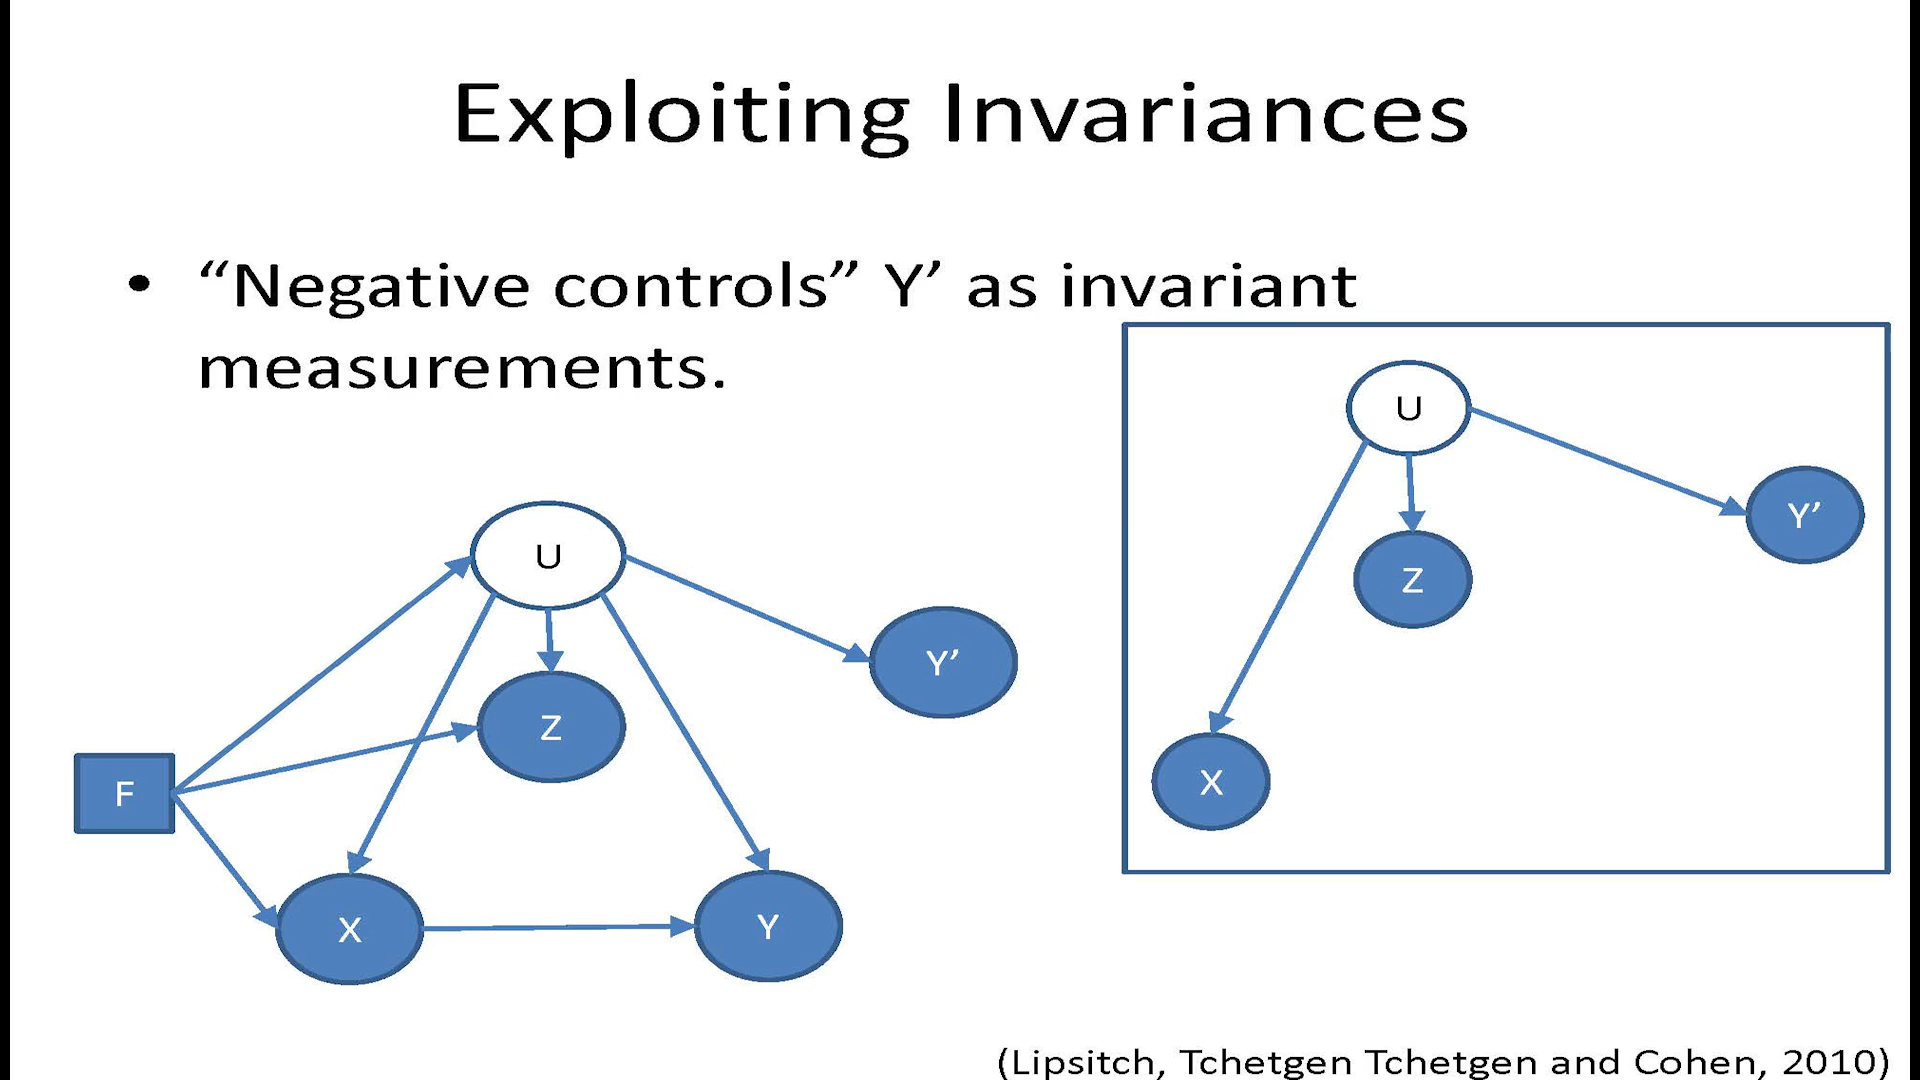 Exploiting Invariances
• “Negative controls” Y’ as invariant
measurements.
U
Y’
Z
X
U
Y’
Z
F
X
Y
(Lipsitch, Tchetgen Tchetgen and Cohen, 2010)